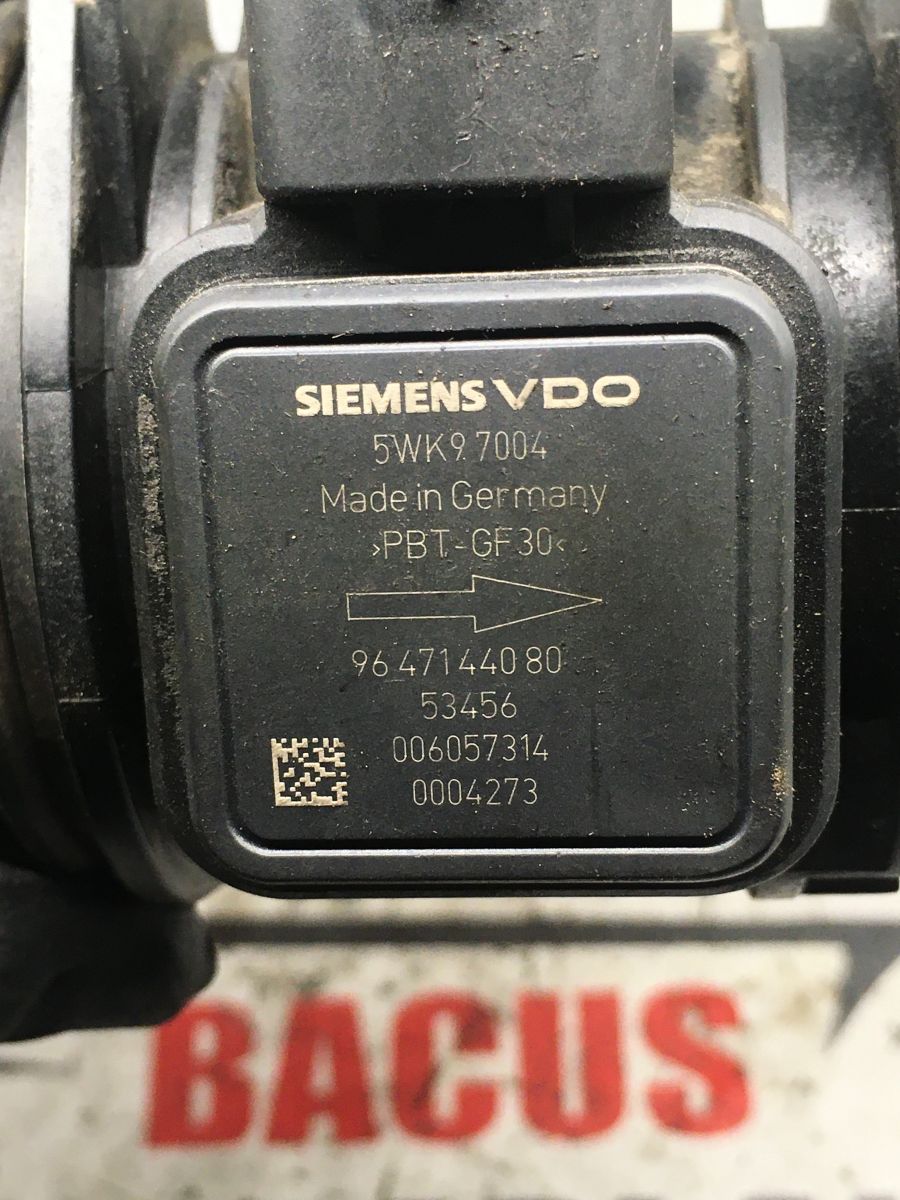 SIEMENS VDO
5WK9 7004
Made in Germany
>PBT-GF30<
96 471 440 80
53456
006057314
0004273
BACUS